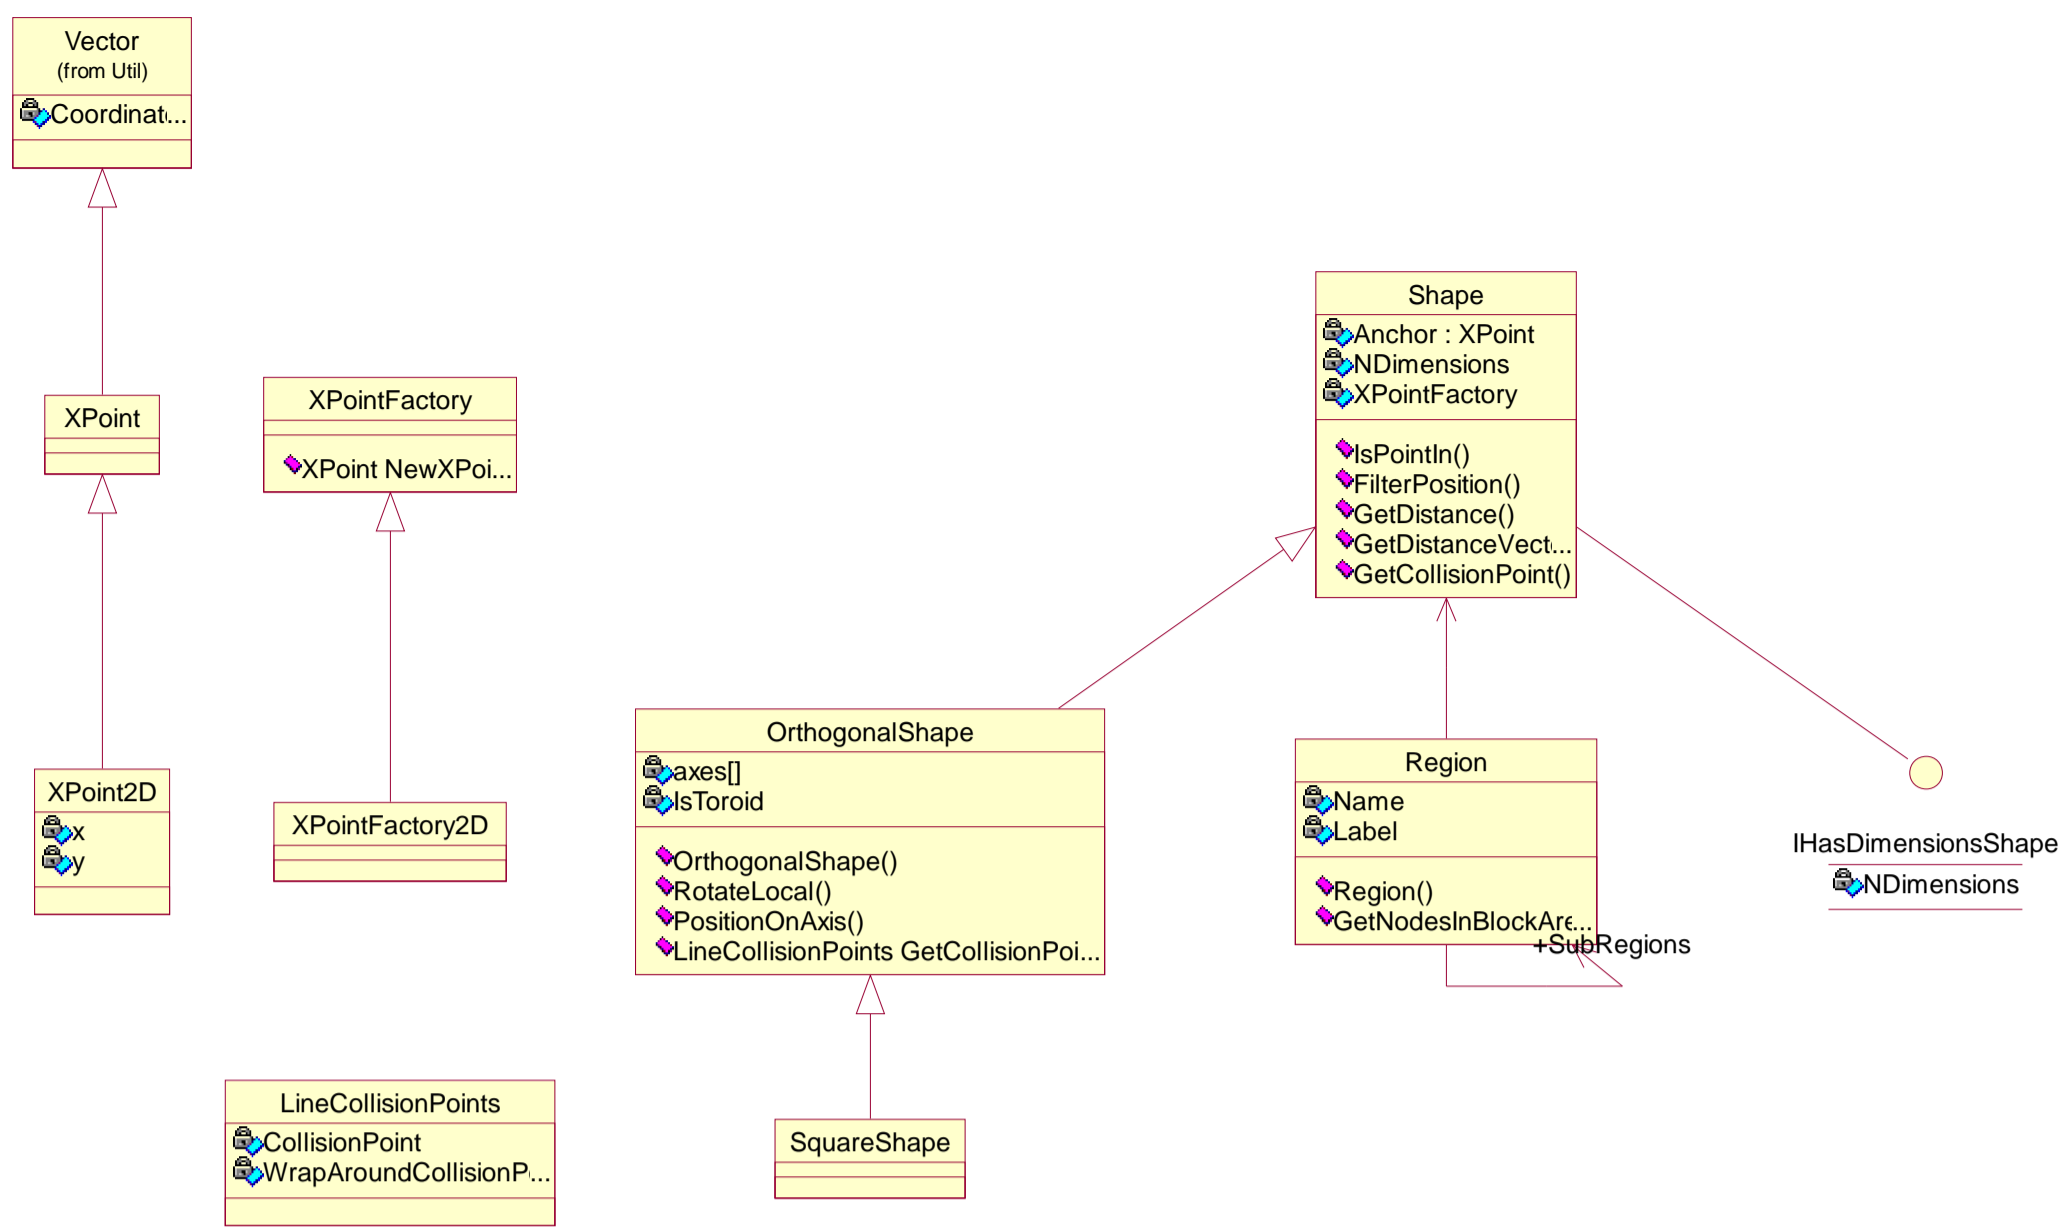 Vector
(from Util)
Coordinat...
XPoint
XPoint2D
x
y
XPointFactory
XPoint NewXPoi...
XPointFactory2D
LineCollisionPoints
CollisionPoint
WrapAroundCollisionP...
OrthogonalShape
axes[]
IsToroid
OrthogonalShape()
RotateLocal()
PositionOnAxis()
LineCollisionPoints GetCollisionPoi...
SquareShape
Shape
Anchor : XPoint
NDimensions
XPointFactory
IsPointIn()
FilterPosition()
GetDistance()
GetDistanceVect...
GetCollisionPoint()
Region
Name
Label
Region()
GetNodesInBlockAre...
+SubRegions
IHasDimensionsShape
NDimensions